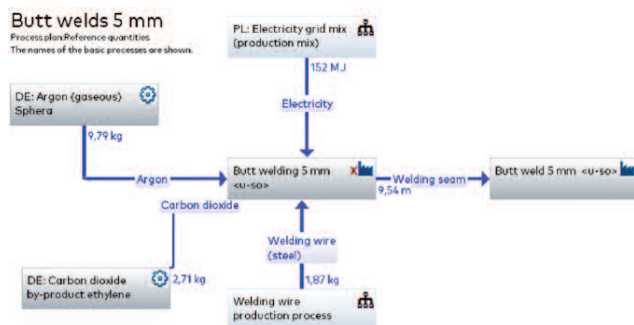 Butt welds 5 mm
Process plan:Reference quantities
The names of the basic processes are shown.
PL: Electricity grid mix
(production mix)
152 MJ
Electricity
DE: Argon (gaseous)
Sphera
9,79 kg
Argon
Butt welding 5 mm
<u-so>
X
Welding seam
9,54 m
Butt weld 5 mm <u-so>
Carbon dioxide
2,71 kg
DE: Carbon dioxide
by-product ethylene
Welding wire
(steel)
1,87 kg
Welding wire
production process